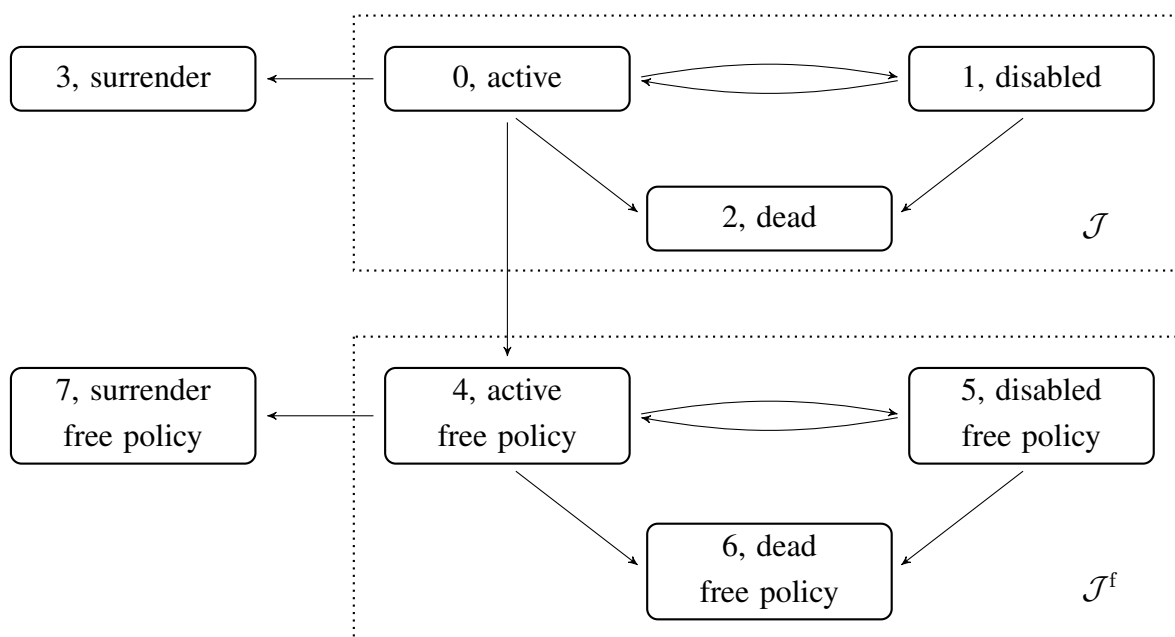 3, surrender
0, active
1, disabled
2, dead
𝒥
7, surrender
free policy
4, active
free policy
5, disabled
free policy
6, dead
free policy
𝒥ᶠ